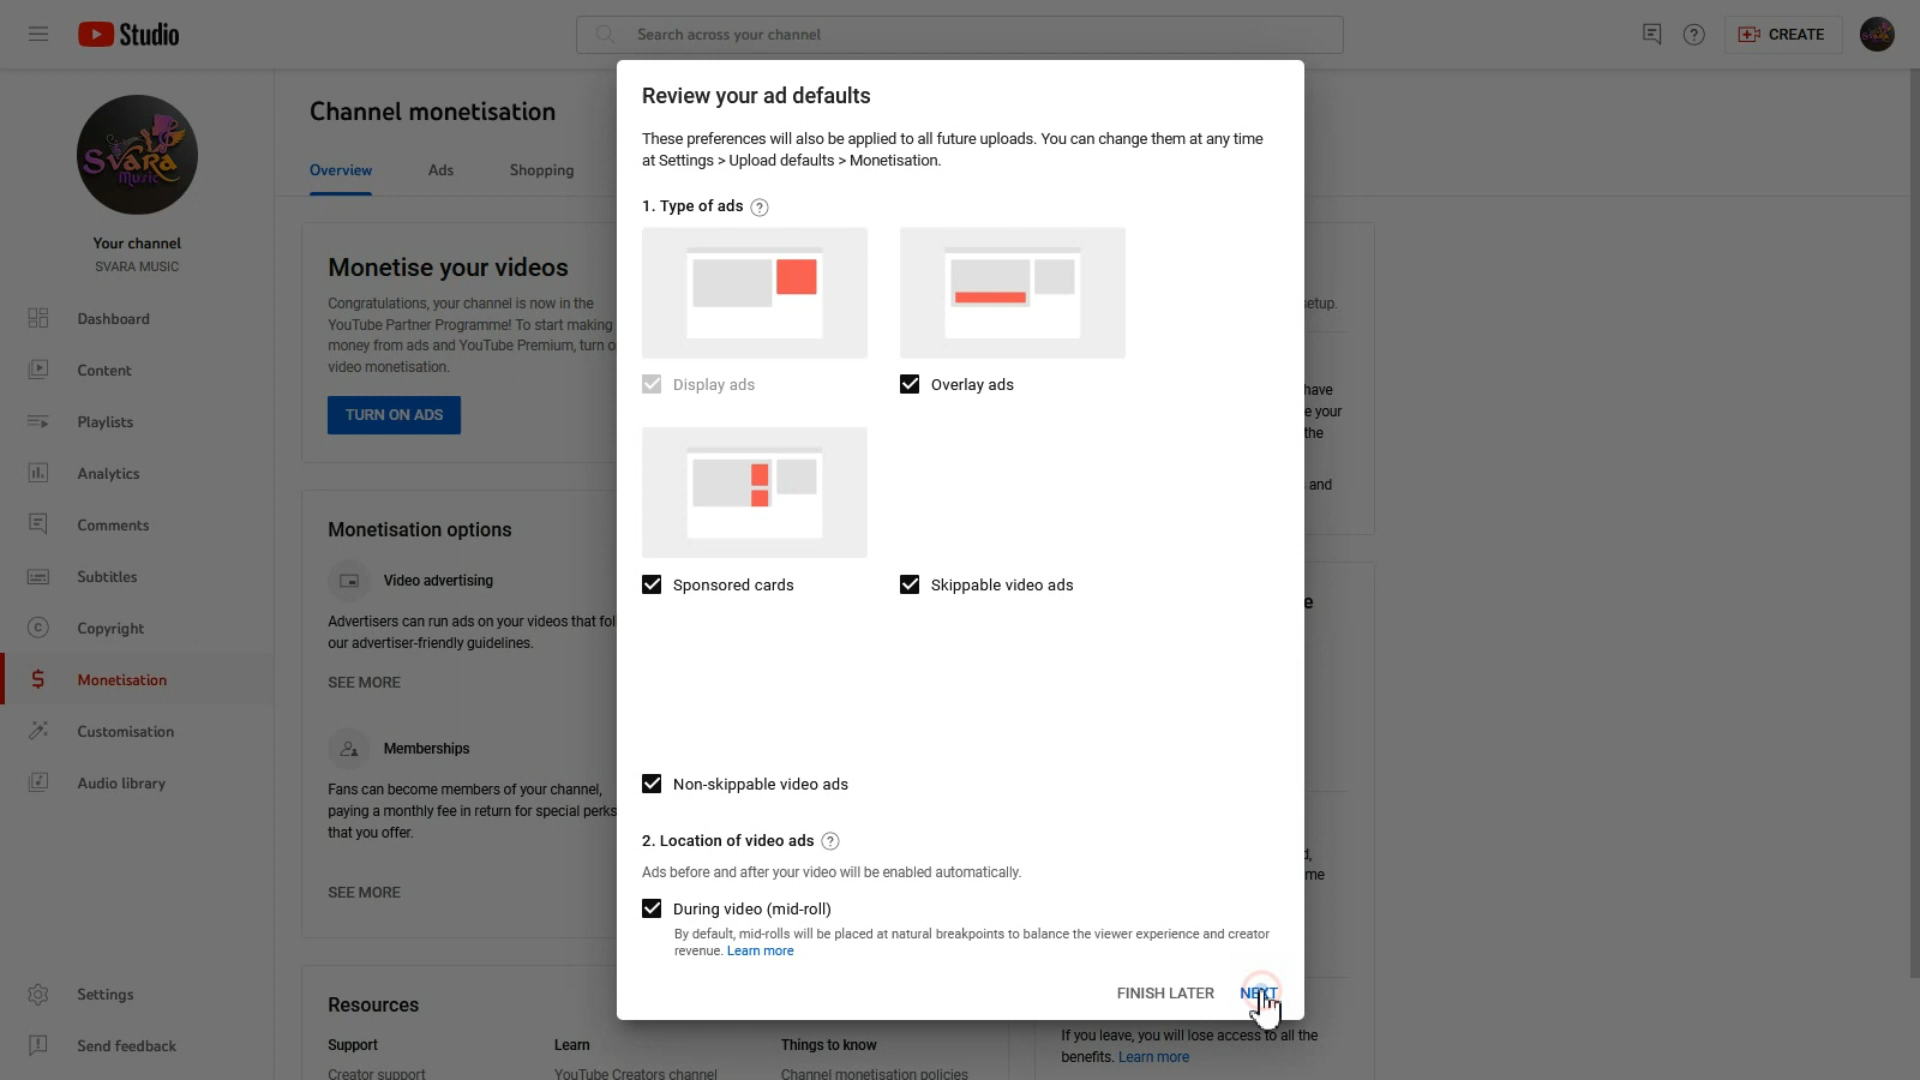 Studio
Search across your channel
CREATE
SVARA
Music
Your channel
SVARA MUSIC
Dashboard
Content
Playlists
Analytics
Comments
Subtitles
Copyright
Monetisation
Customisation
Audio library
Settings
Send feedback
Channel monetisation
Overview
Ads
Shopping
Monetise your videos
Congratulations, your channel is now in the
YouTube Partner Programme! To start making
money from ads and YouTube Premium, turn o
video monetisation.
TURN ON ADS
Monetisation options
Video advertising
Advertisers can run ads on your videos that fol
our advertiser-friendly guidelines.
SEE MORE
Memberships
Fans can become members of your channel,
paying a monthly fee in return for special perks
that you offer.
SEE MORE
Resources
Support
Learn
Things to know
Creator support
YouTube Creators channel
Channel monetisation policies
Review your ad defaults
These preferences will also be applied to all future uploads. You can change them at any time
at Settings > Upload defaults > Monetisation.
1. Type of ads
Display ads
Overlay ads
Sponsored cards
Skippable video ads
Non-skippable video ads
2. Location of video ads
Ads before and after your video will be enabled automatically.
During video (mid-roll)
By default, mid-rolls will be placed at natural breakpoints to balance the viewer experience and creator
revenue. Learn more
FINISH LATER
NEXT
etup.
have
e your
the
and
e
d,
me
If you leave, you will lose access to all the
benefits. Learn more